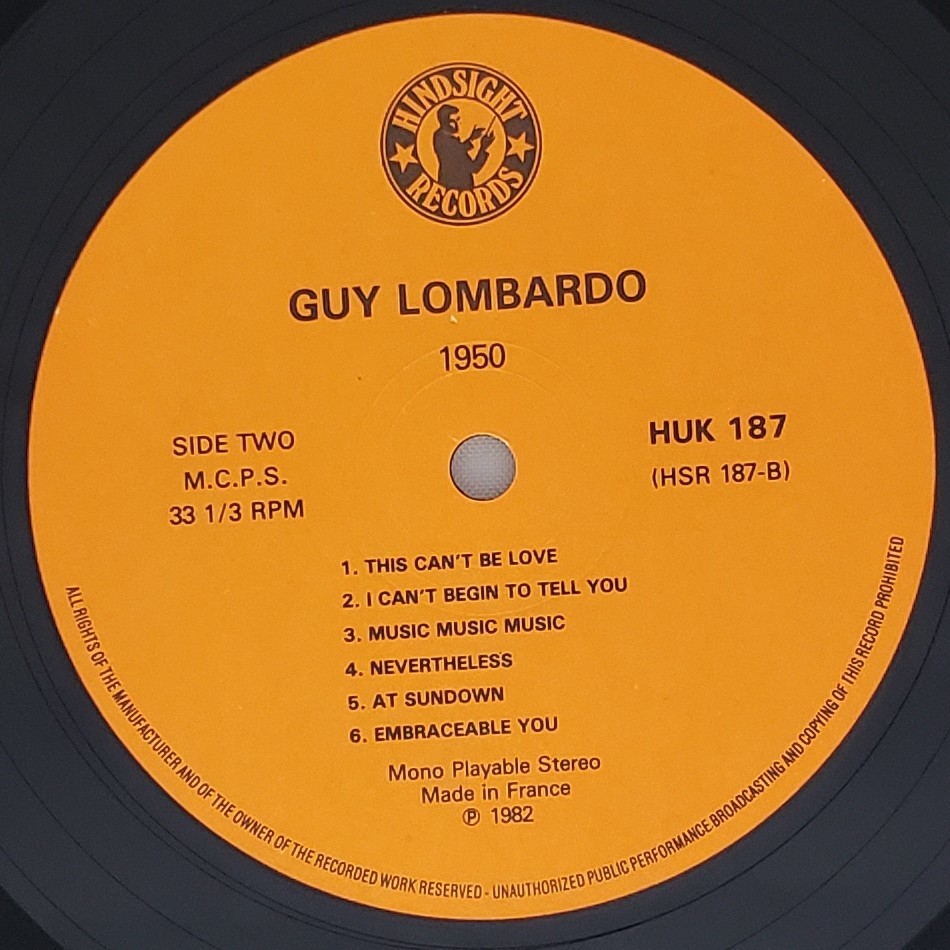 HINDSIGHT
RECORDS
GUY LOMBARDO
1950
SIDE TWO
M.C.P.S.
33 1/3 RPM
HUK 187
(HSR 187-B)
1. THIS CAN'T BE LOVE
2. I CAN'T BEGIN TO TELL YOU
3. MUSIC MUSIC MUSIC
4. NEVERTHELESS
5. AT SUNDOWN
6. EMBRACEABLE YOU
Mono Playable Stereo
Made in France
℗ 1982
ALL RIGHTS OF THE MANUFACTURER AND OF THE OWNER OF THE RECORDED WORK RESERVED - UNAUTHORIZED PUBLIC PERFORMANCE.BROADCASTING AND COPYING OF THIS RECORD PROHIBITED